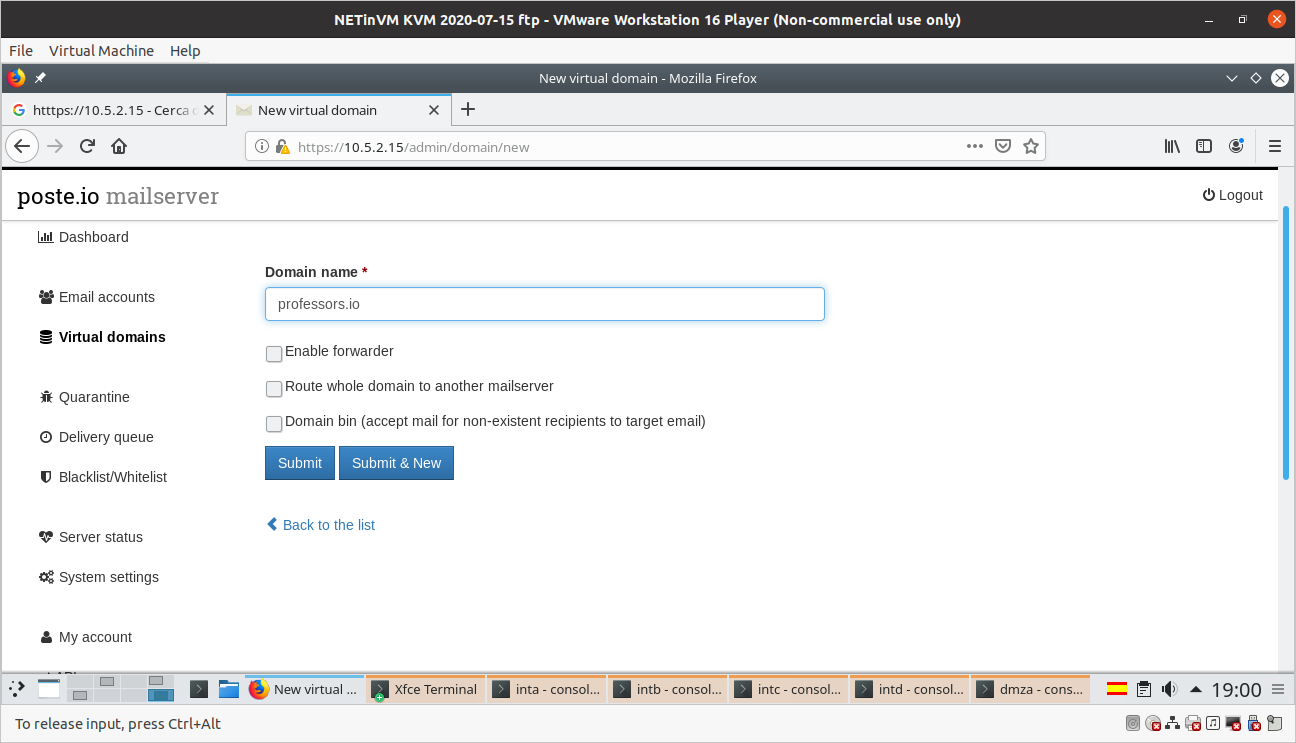 NETinVM KVM 2020-07-15 ftp - VMware Workstation 16 Player (Non-commercial use only)
File Virtual Machine Help
New virtual domain - Mozilla Firefox
htttps://10.5.2.15 - Cerca
New virtual domain
https://10.5.2.15/admin/domain/new
poste.io mailserver
Logout
Dashboard
Email accounts
Virtual domains
Quarantine
Delivery queue
Blacklist/Whitelist
Server status
System settings
My account
Domain name *
professors.io
Enable forwarder
Route whole domain to another mailserver
Domain bin (accept mail for non-existent recipients to target email)
Submit Submit & New
Back to the list
New virtual ... Xfce Terminal inta - consol... intb - consol... intc - consol... intd - consol... dmza - cons... 19:00
To release input, press Ctrl+Alt